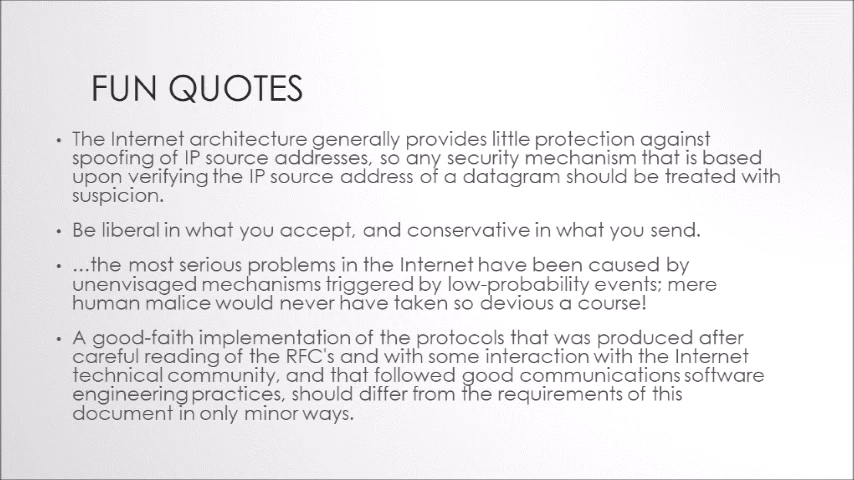 FUN QUOTES
• The Internet architecture generally provides little protection against
spoofing of IP source addresses, so any security mechanism that is based
upon verifying the IP source address of a datagram should be treated with
suspicion.
• Be liberal in what you accept, and conservative in what you send.
• ...the most serious problems in the Internet have been caused by
unenvisaged mechanisms triggered by low-probability events; mere
human malice would never have taken so devious a course!
• A good-faith implementation of the protocols that was produced after
careful reading of the RFC's and with some interaction with the Internet
technical community, and that followed good communications software
engineering practices, should differ from the requirements of this
document in only minor ways.